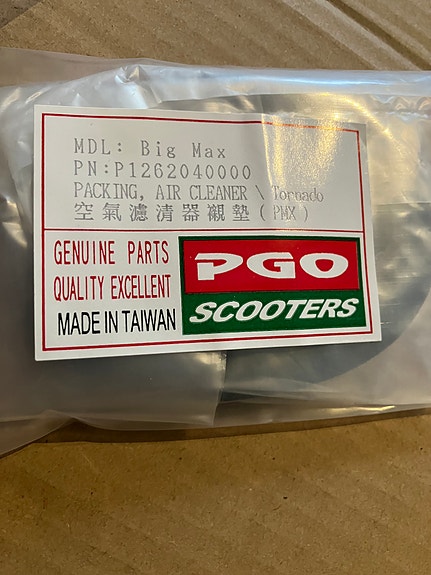 MDL: Big Max
PN:P1262040000
PACKING, AIR CLEANER \ Tornado
空氣濾清器襯墊(PMX)
GENUINE PARTS
QUALITY EXCELLENT
MADE IN TAIWAN
PGO
SCOOTERS